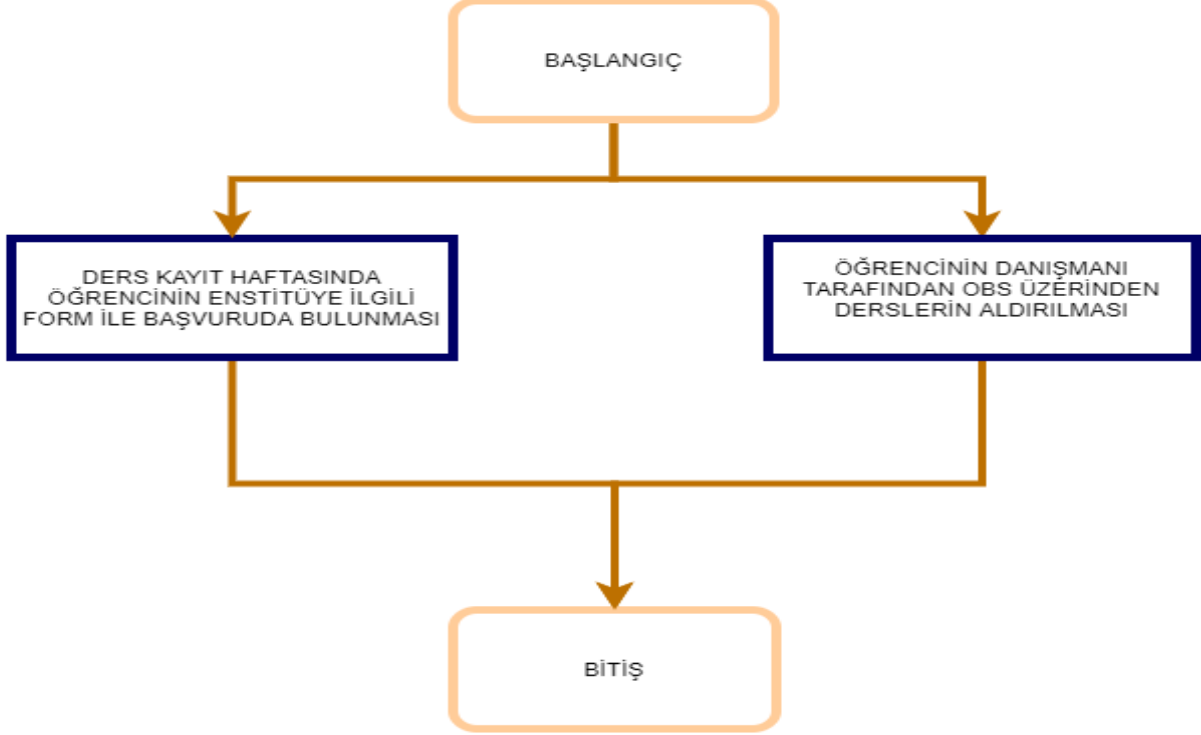 BAŞLANGIÇ
DERS KAYIT HAFTASINDA
ÖĞRENCİNİN ENSTİTÜYE İLGİLİ
FORM İLE BAŞVURUDA BULUNMASI
ÖĞRENCİNİN DANIŞMANI
TARAFINDAN OBS ÜZERİNDEN
DERSLERİN ALDIRILMASI
BİTİŞ